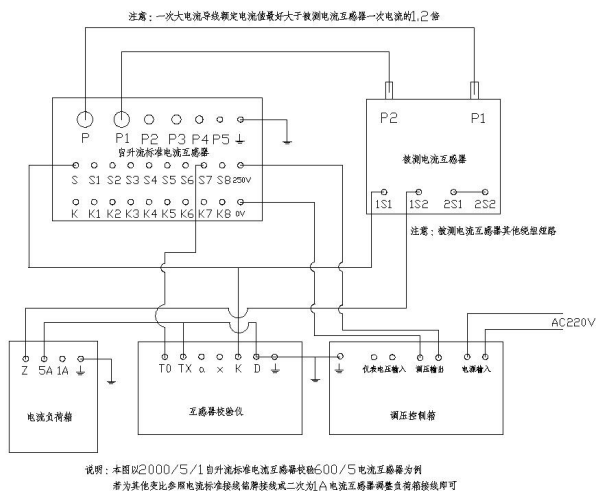 注意：一次大电流导线额定电流值最好大于被测电流互感器一次电流的1.2倍
P P1 P2 P3 P4 P5
自升流标准电流互感器
S S1 S2 S3 S4 S5 S6 S7 S8 250V
K K1 K2 K3 K4 K5 K6 K7 K8 0V
P2 P1
被测电流互感器
1S1 1S2 2S1 2S2
注意：被测电流互感器其他绕组短路
AC220V
Z 5A 1A
电流负荷箱
T0 TX a x K D
互感器校验仪
仪表电压输入 调压输出 电源输入
调压控制箱
说明：本图以2000/5/1自升流标准电流互感器校验600/5电流互感器为例
若为其他变比参照电流标准接线铭牌接线或二次为1A电流互感器调整负荷箱接线即可